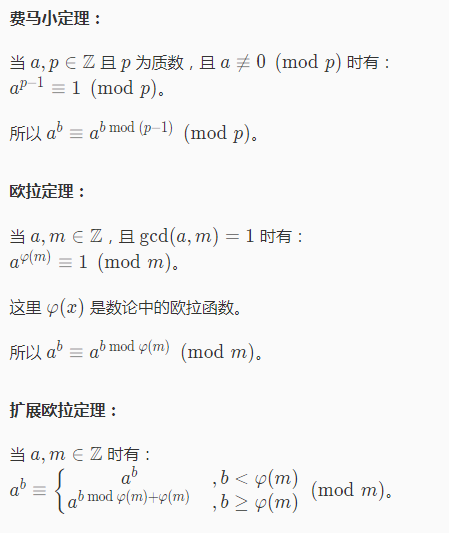 费马小定理：
当 $a, p \in \mathbb{Z}$ 且 $p$ 为质数，且 $a \not\equiv 0 \pmod{p}$ 时有：
$a^{p-1} \equiv 1 \pmod{p}$。
所以 $a^b \equiv a^{b \bmod (p-1)} \pmod{p}$。
欧拉定理：
当 $a, m \in \mathbb{Z}$，且 $\gcd(a, m) = 1$ 时有：
$a^{\varphi(m)} \equiv 1 \pmod{m}$。
这里 $\varphi(x)$ 是数论中的欧拉函数。
所以 $a^b \equiv a^{b \bmod \varphi(m)} \pmod{m}$。
扩展欧拉定理：
当 $a, m \in \mathbb{Z}$ 时有：
$a^b \equiv \begin{cases} a^b & , b < \varphi(m) \\ a^{b \bmod \varphi(m) + \varphi(m)} & , b \geq \varphi(m) \end{cases} \pmod{m}$。